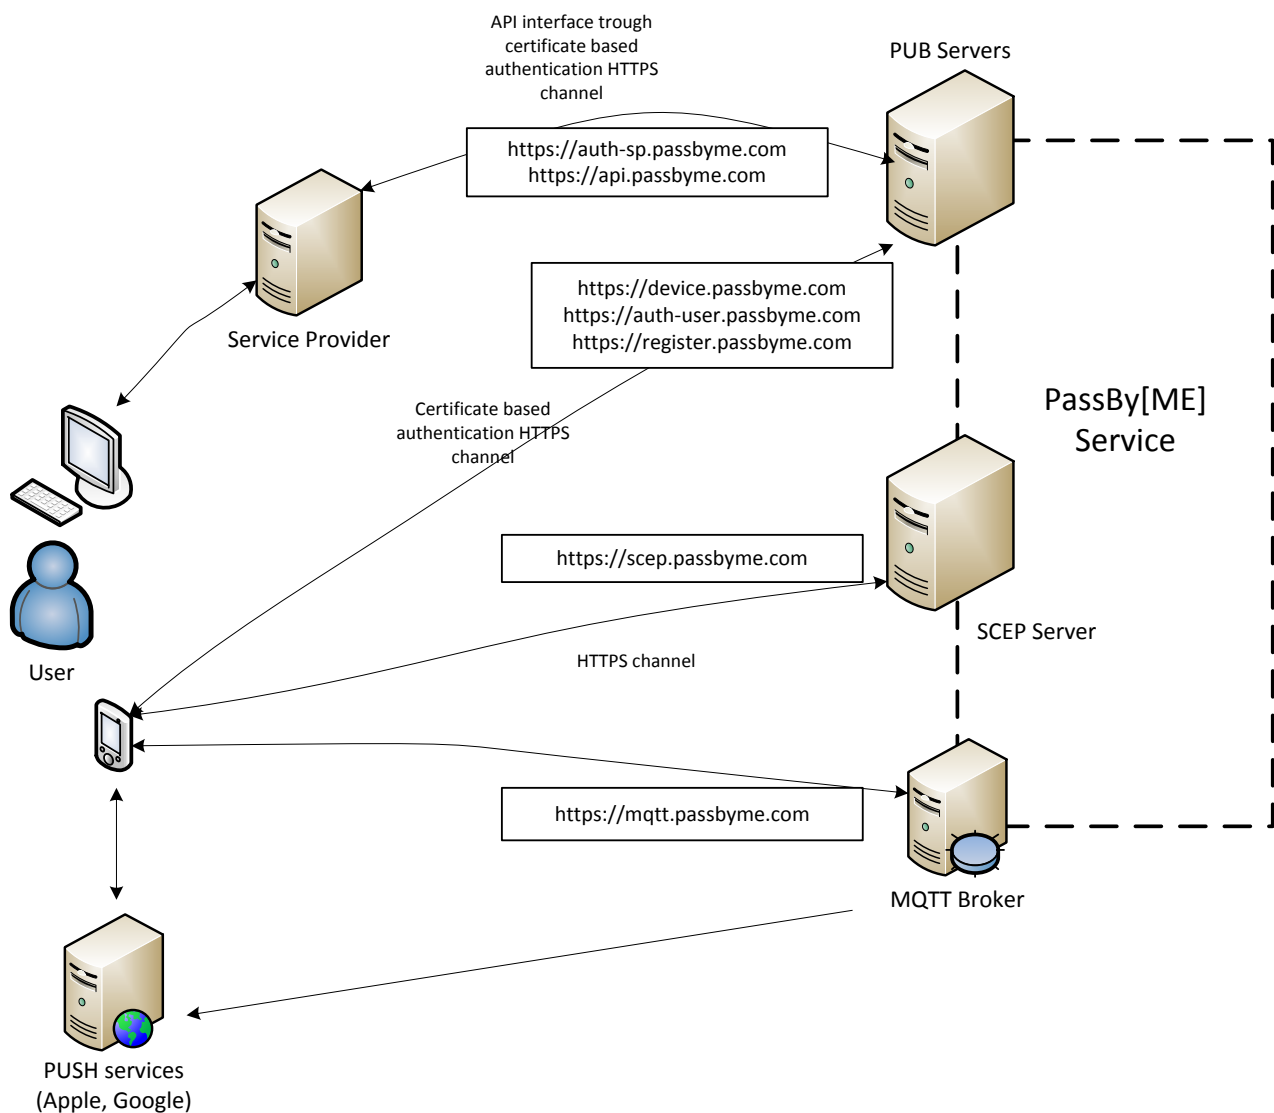 API interface trough
certificate based
authentication HTTPS
channel
PUB Servers
https://auth-sp.passbyme.com
https://api.passbyme.com
https://device.passbyme.com
https://auth-user.passbyme.com
https://register.passbyme.com
Service Provider
Certificate based
authentication HTTPS
channel
PassBy[ME]
Service
https://scep.passbyme.com
SCEP Server
User
HTTPS channel
https://mqtt.passbyme.com
MQTT Broker
PUSH services
(Apple, Google)